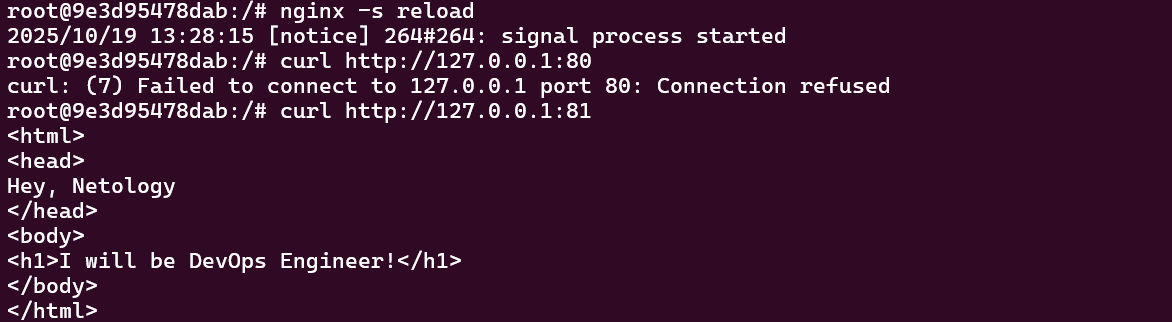 root@9e3d95478dab:/# nginx -s reload
2025/10/19 13:28:15 [notice] 264#264: signal process started
root@9e3d95478dab:/# curl http://127.0.0.1:80
curl: (7) Failed to connect to 127.0.0.1 port 80: Connection refused
root@9e3d95478dab:/# curl http://127.0.0.1:81
<html>
<head>
Hey, Netology
</head>
<body>
<h1>I will be DevOps Engineer!</h1>
</body>
</html>